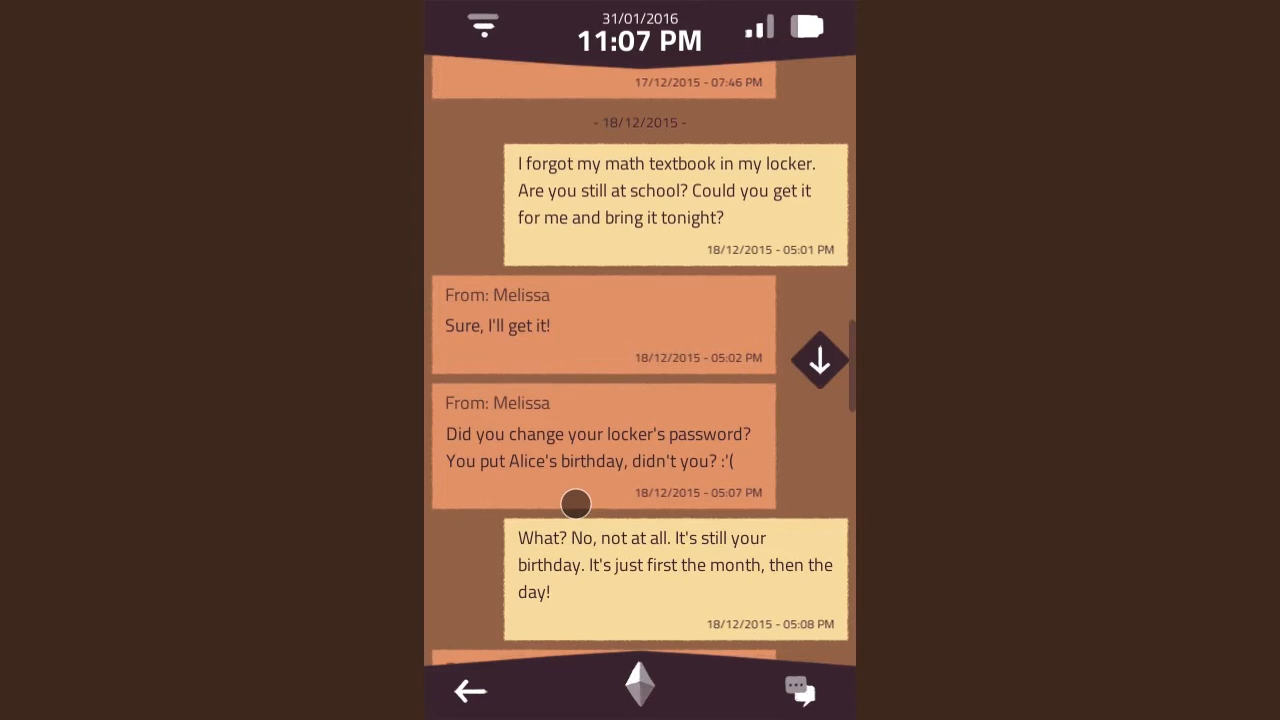 31/01/2016
11:07 PM
17/12/2015 - 07:46 PM
- 18/12/2015 -
I forgot my math textbook in my locker.
Are you still at school? Could you get it
for me and bring it tonight?
18/12/2015 - 05:01 PM
From: Melissa
Sure, I'll get it!
18/12/2015 - 05:02 PM
From: Melissa
Did you change your locker's password?
You put Alice's birthday, didn't you? :'(
18/12/2015 - 05:07 PM
What? No, not at all. It's still your
birthday. It's just first the month, then the
day!
18/12/2015 - 05:08 PM